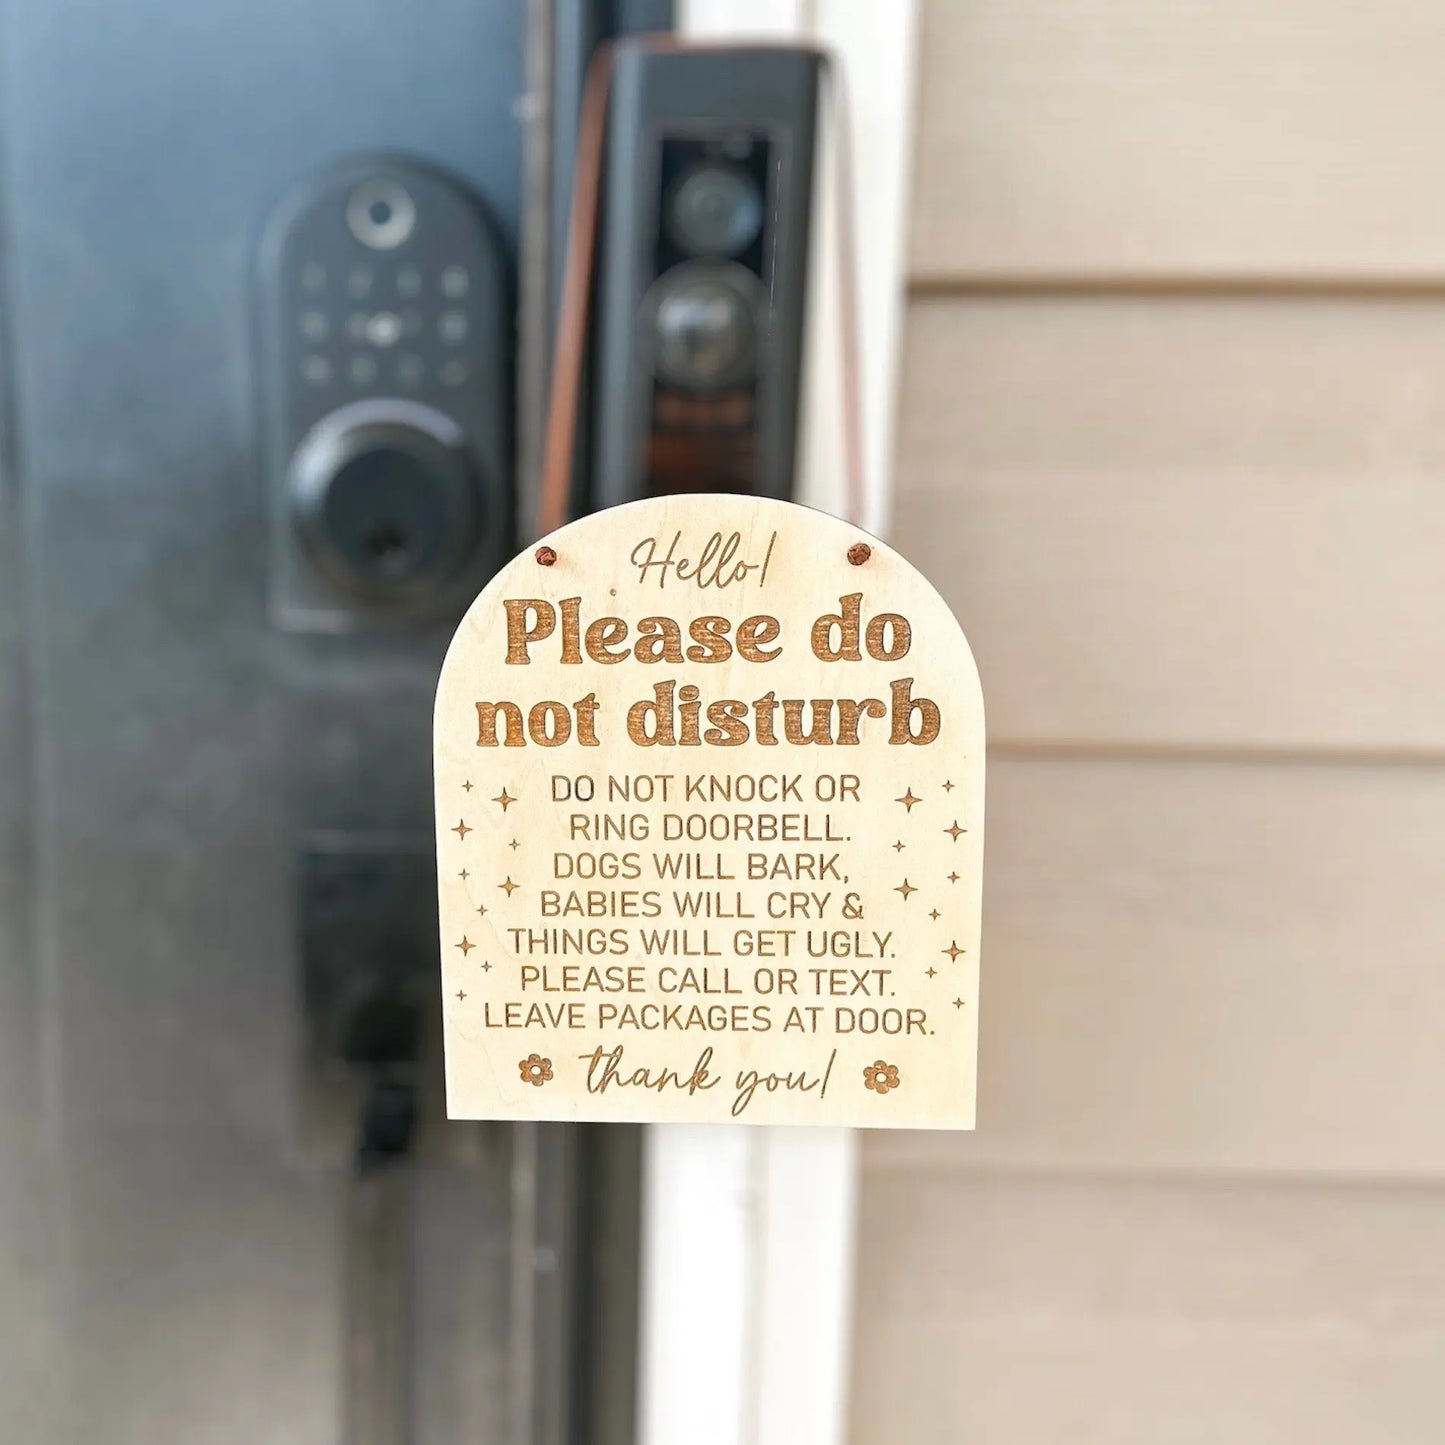 Hello!
Please do
not disturb
DO NOT KNOCK OR
RING DOORBELL.
DOGS WILL BARK,
BABIES WILL CRY &
THINGS WILL GET UGLY.
PLEASE CALL OR TEXT.
LEAVE PACKAGES AT DOOR.
thank you!